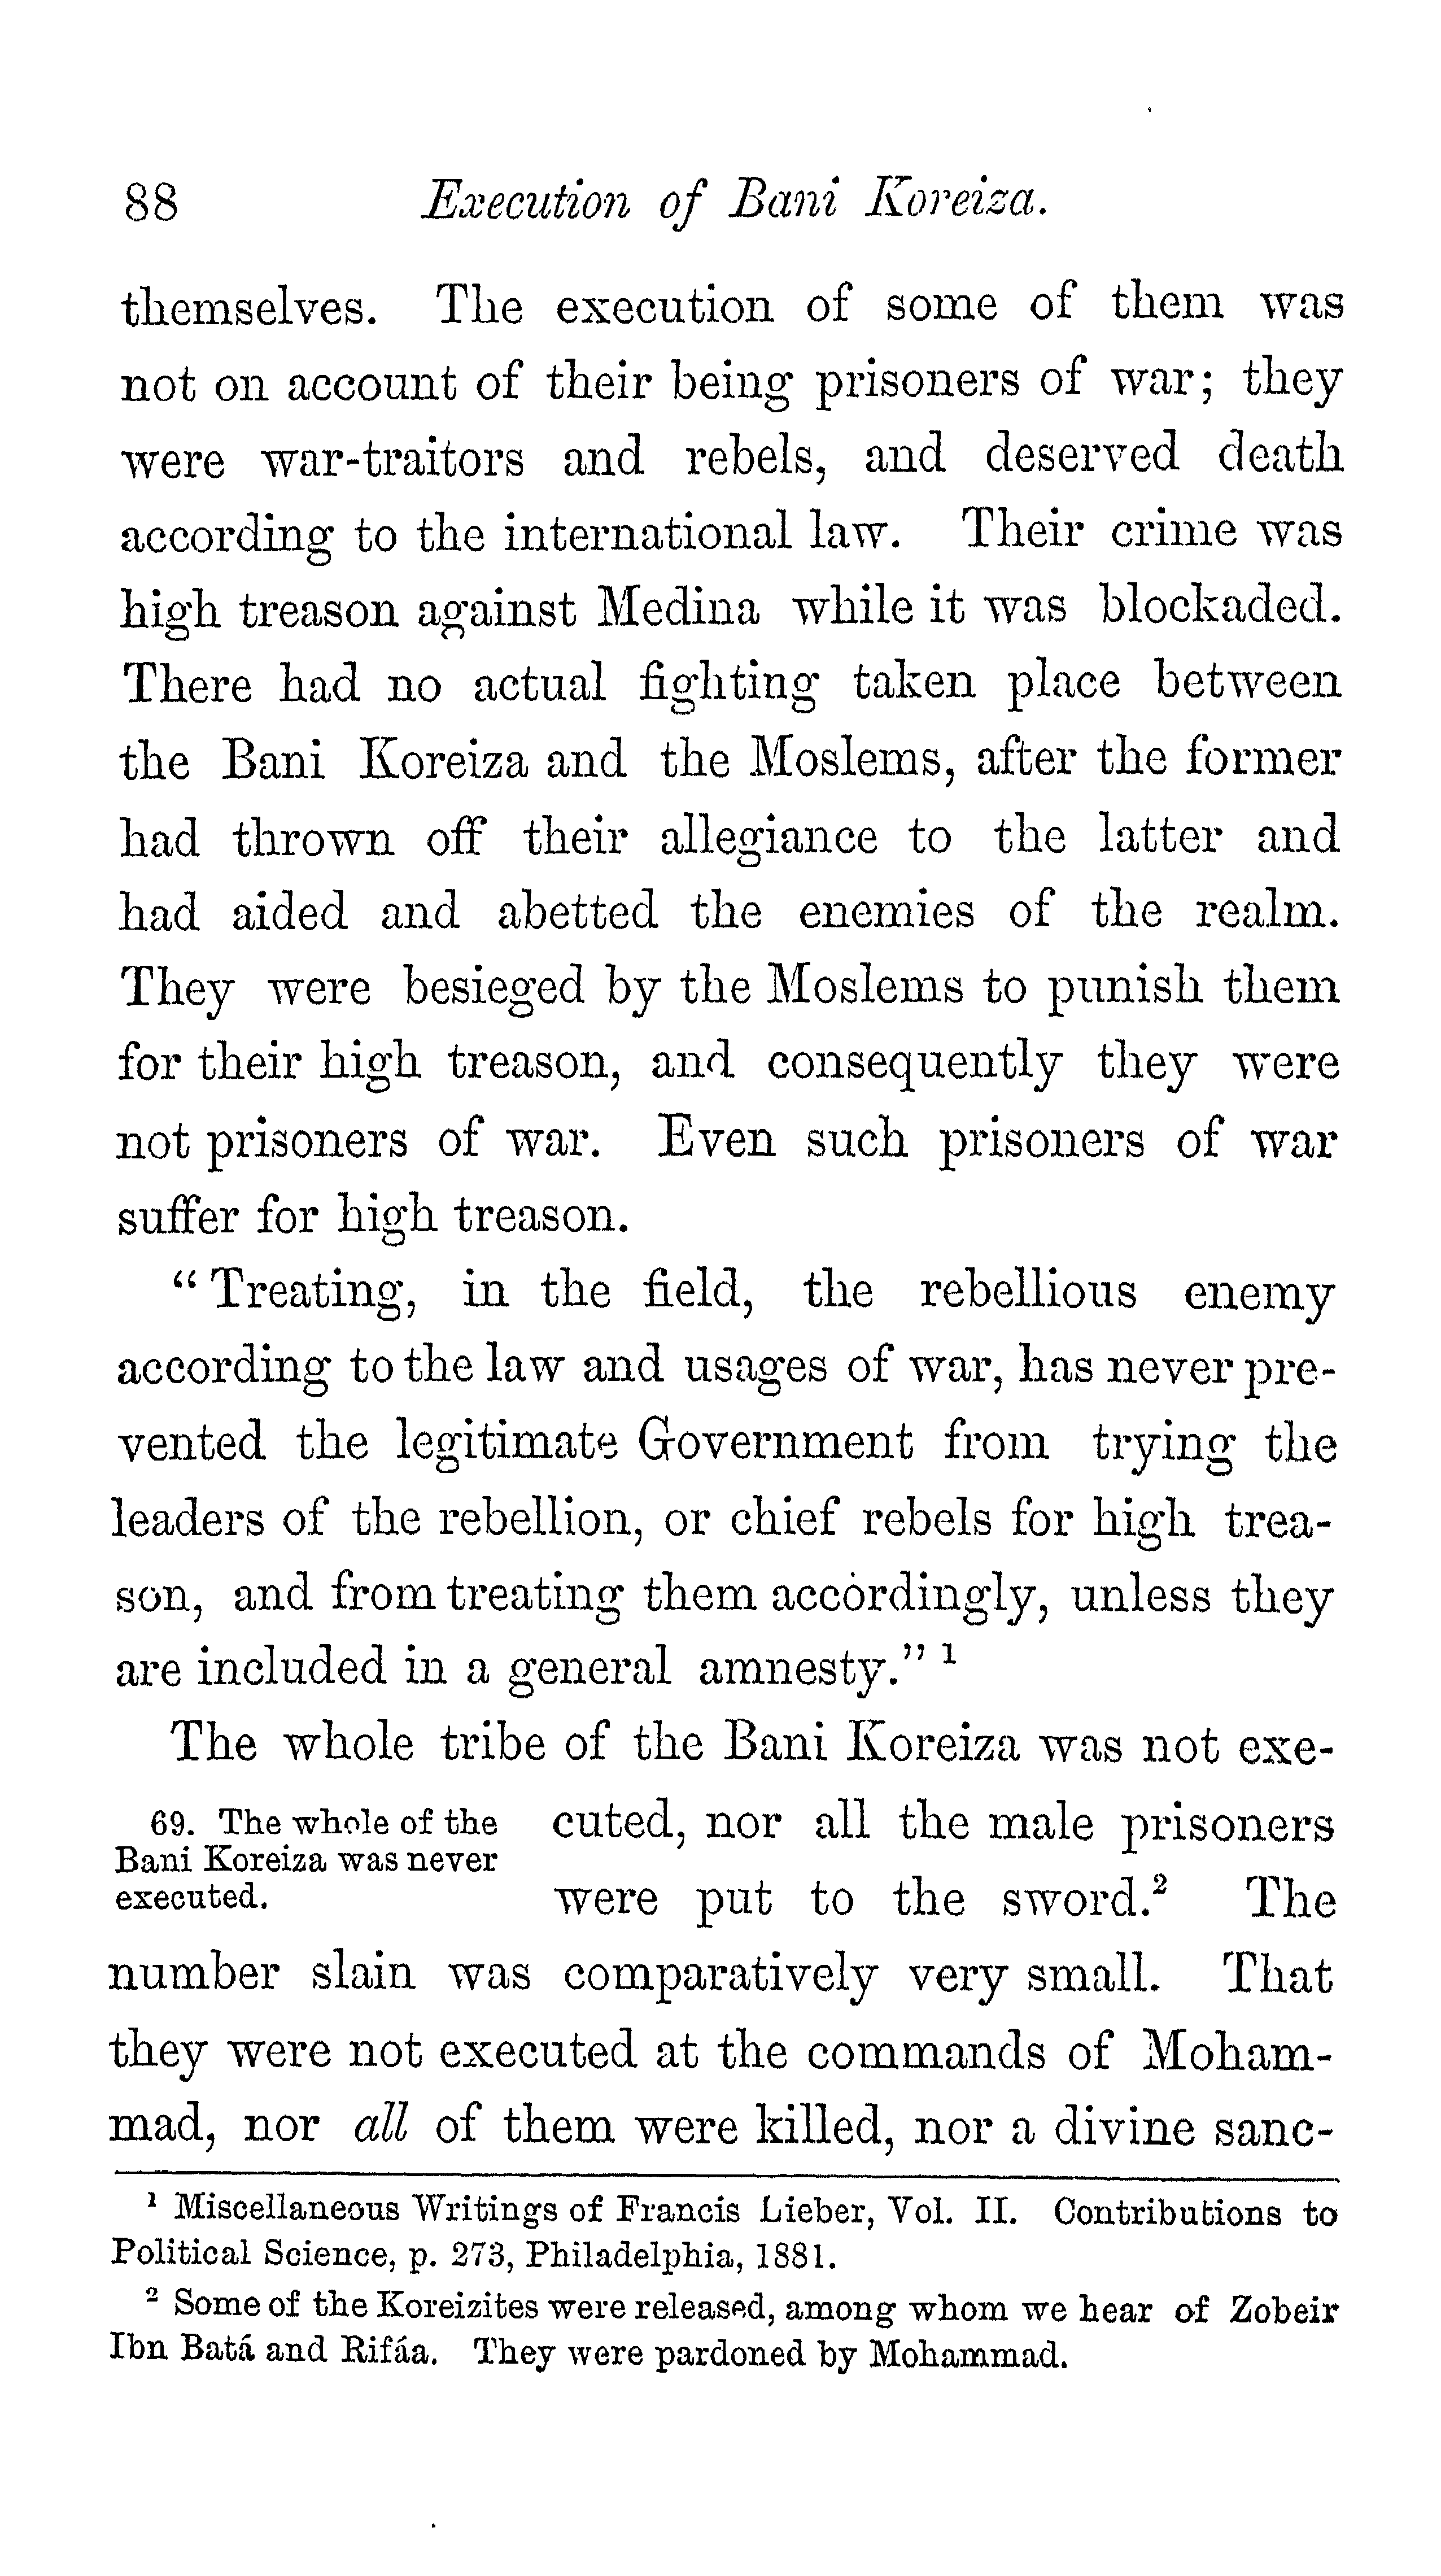 88 Execution of Bani Koreiza.
themselves. The execution of some of them was
not on account of their being prisoners of war; they
were war-traitors and rebels, and deserved death
according to the international law. Their crime was
high treason against Medina while it was blockaded.
There had no actual fighting taken place between
the Bani Koreiza and the Moslems, after the former
had thrown off their allegiance to the latter and
had aided and abetted the enemies of the realm.
They were besieged by the Moslems to punish them
for their high treason, and consequently they were
not prisoners of war. Even such prisoners of war
suffer for high treason.
“Treating, in the field, the rebellious enemy
according to the law and usages of war, has never pre-
vented the legitimate Government from trying the
leaders of the rebellion, or chief rebels for high trea-
son, and from treating them accordingly, unless they
are included in a general amnesty.” ¹
The whole tribe of the Bani Koreiza was not exe-
69. The whole of the
Bani Koreiza was never
executed.
cuted, nor all the male prisoners
were put to the sword.² The
number slain was comparatively very small. That
they were not executed at the commands of Moham-
mad, nor all of them were killed, nor a divine sanc-
¹ Miscellaneous Writings of Francis Lieber, Vol. II. Contributions to
Political Science, p. 273, Philadelphia, 1881.
² Some of the Koreizites were released, among whom we hear of Zobeir
Ibn Batá and Rifáa. They were pardoned by Mohammad.